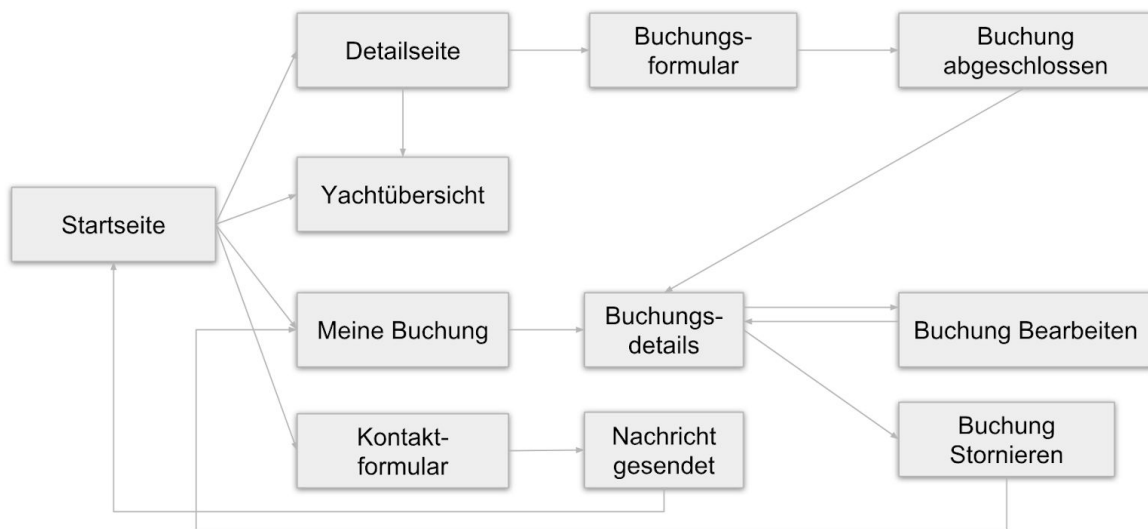 Detailseite
Buchungs-
formular
Buchung
abgeschlossen
Yachtübersicht
Startseite
Meine Buchung
Buchungs-
details
Buchung Bearbeiten
Kontakt-
formular
Nachricht
gesendet
Buchung
Stornieren